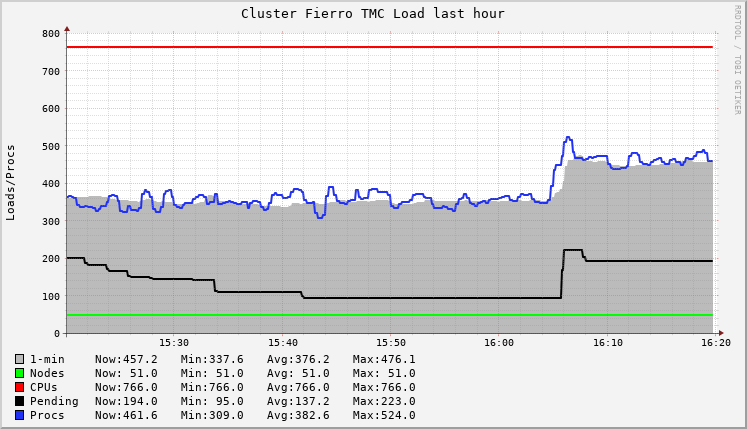 Cluster Fierro TMC Load last hour
RRDTOOL / TOBI OETIKER
Loads/Procs
800
700
600
500
400
300
200
100
0
15:30 15:40 15:50 16:00 16:10 16:20
1-min Now:457.2 Min:337.6 Avg:376.2 Max:476.1
Nodes Now: 51.0 Min: 51.0 Avg: 51.0 Max: 51.0
CPUs Now:766.0 Min:766.0 Avg:766.0 Max:766.0
Pending Now:194.0 Min: 95.0 Avg:137.2 Max:223.0
Procs Now:461.6 Min:309.0 Avg:382.6 Max:524.0